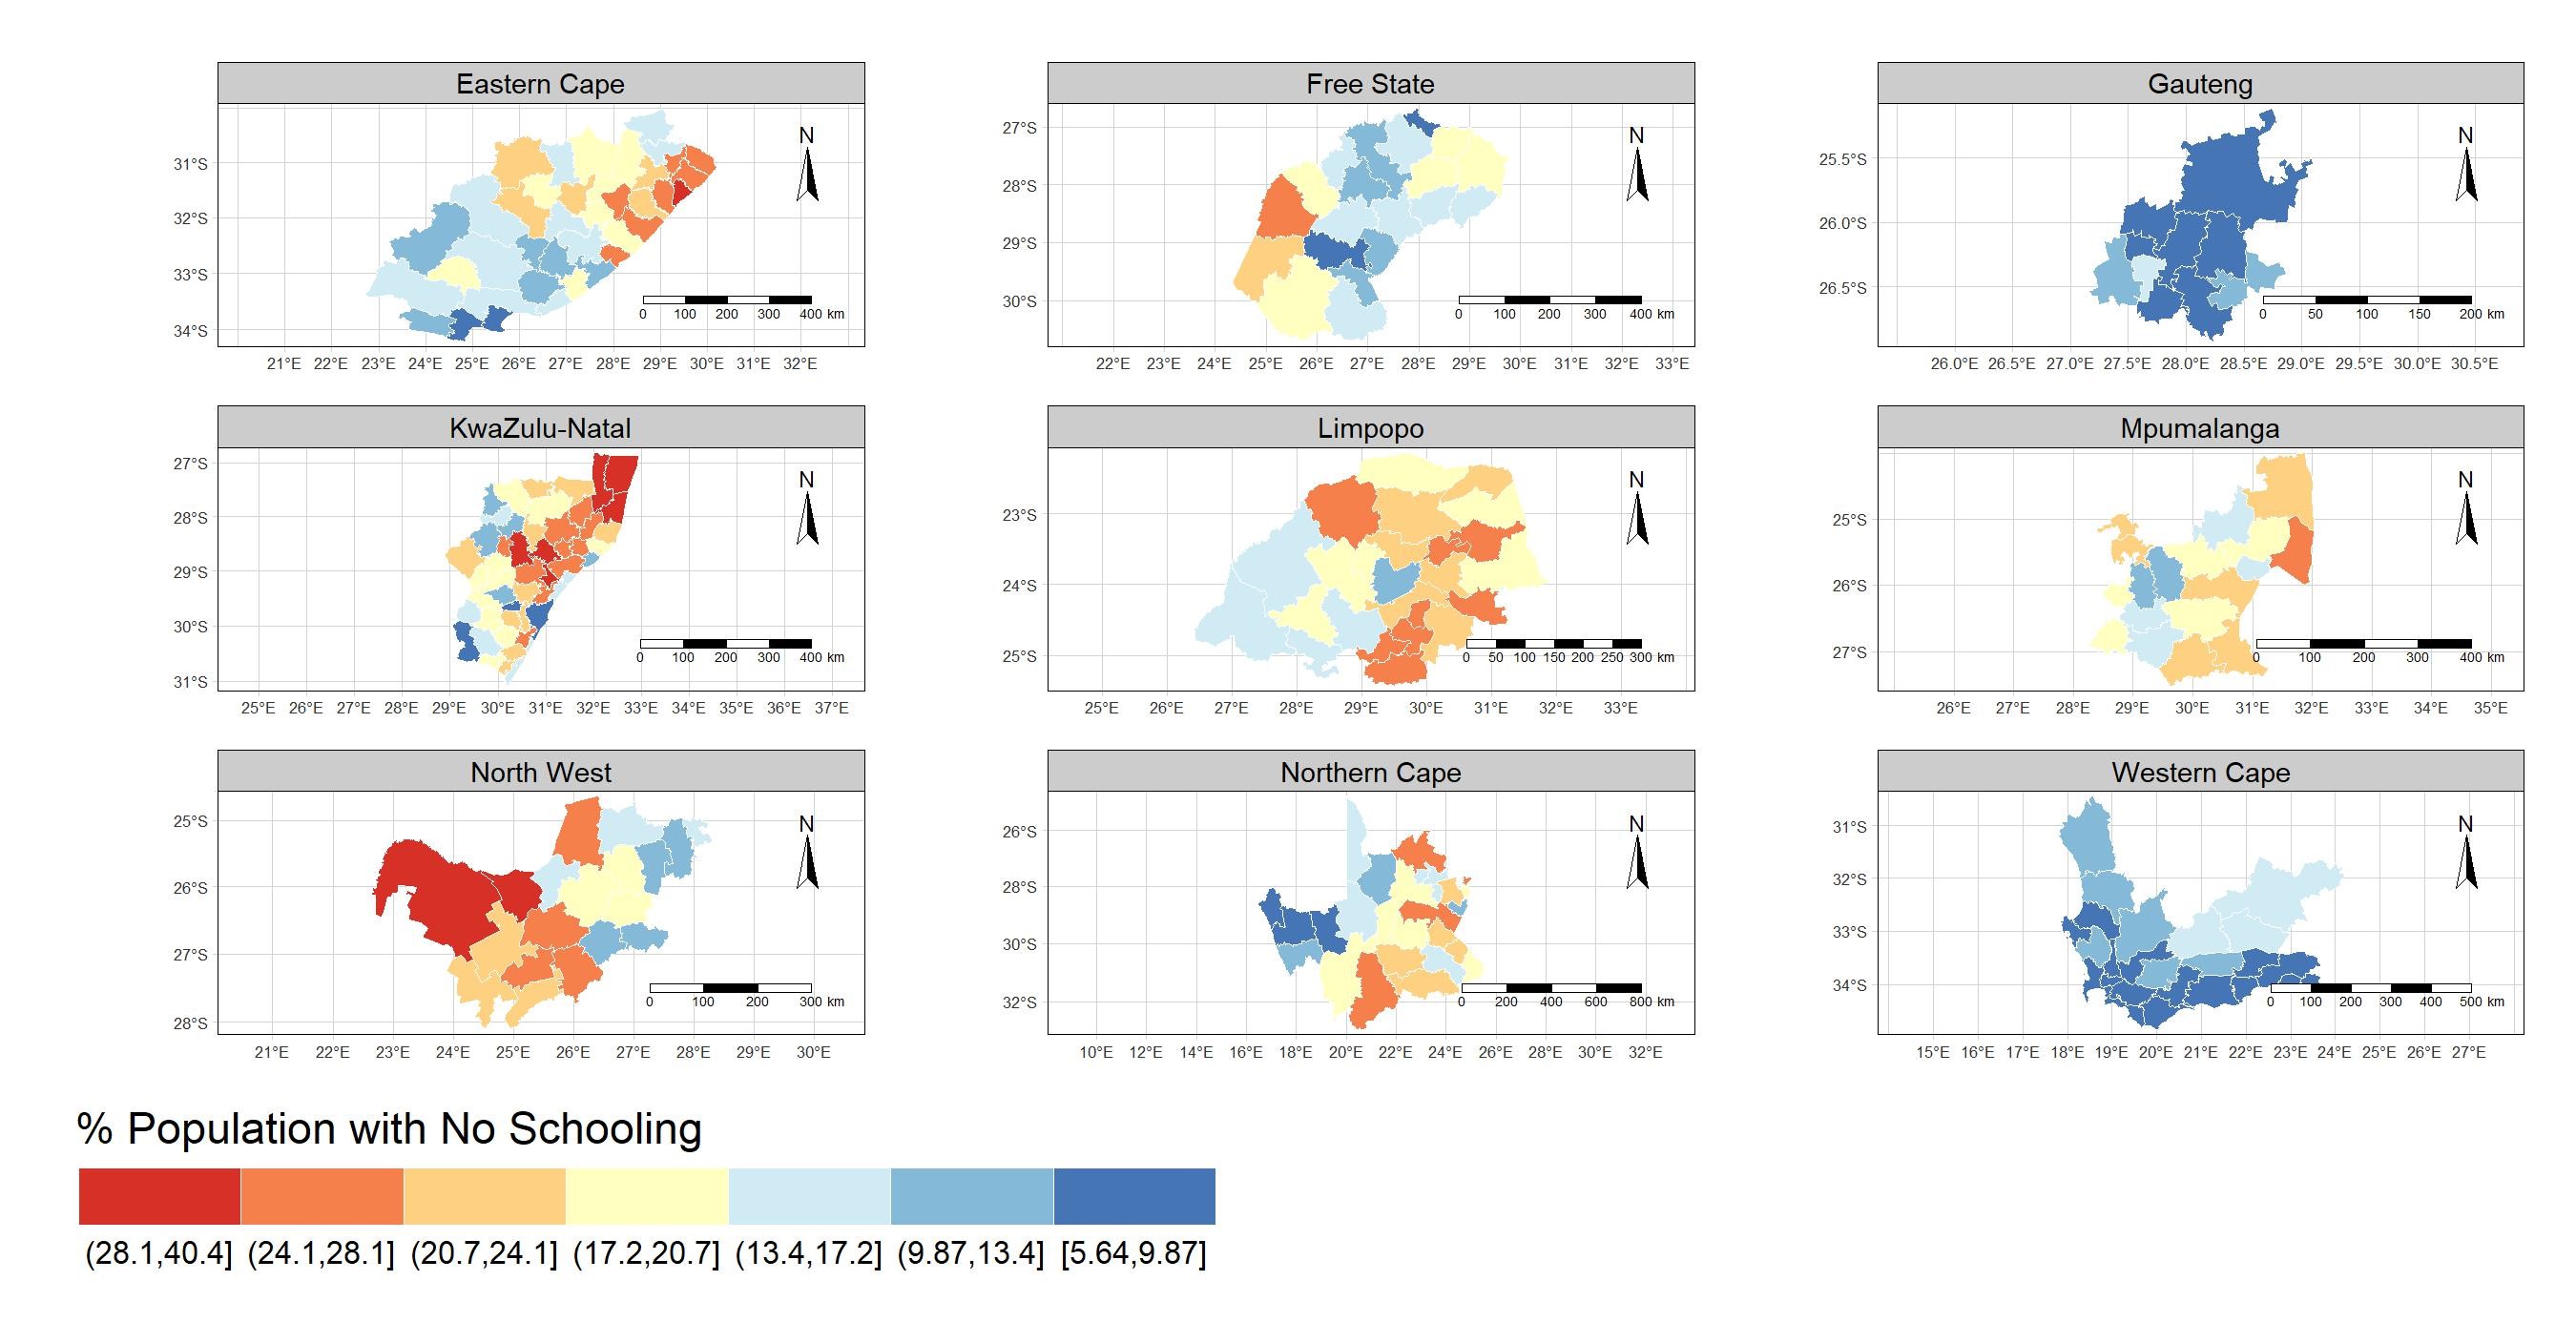 Eastern Cape
N
31°S
32°S
33°S
34°S
0 100 200 300 400 km
21°E 22°E 23°E 24°E 25°E 26°E 27°E 28°E 29°E 30°E 31°E 32°E
Free State
N
27°S
28°S
29°S
30°S
0 100 200 300 400 km
22°E 23°E 24°E 25°E 26°E 27°E 28°E 29°E 30°E 31°E 32°E 33°E
Gauteng
N
25.5°S
26.0°S
26.5°S
0 50 100 150 200 km
26.0°E 26.5°E 27.0°E 27.5°E 28.0°E 28.5°E 29.0°E 29.5°E 30.0°E 30.5°E
KwaZulu-Natal
N
27°S
28°S
29°S
30°S
31°S
0 100 200 300 400 km
25°E 26°E 27°E 28°E 29°E 30°E 31°E 32°E 33°E 34°E 35°E 36°E 37°E
Limpopo
N
23°S
24°S
25°S
0 50 100 150 200 250 300 km
25°E 26°E 27°E 28°E 29°E 30°E 31°E 32°E 33°E
Mpumalanga
N
25°S
26°S
27°S
0 100 200 300 400 km
26°E 27°E 28°E 29°E 30°E 31°E 32°E 33°E 34°E 35°E
North West
N
25°S
26°S
27°S
28°S
0 100 200 300 km
21°E 22°E 23°E 24°E 25°E 26°E 27°E 28°E 29°E 30°E
Northern Cape
N
26°S
28°S
30°S
32°S
0 200 400 600 800 km
10°E 12°E 14°E 16°E 18°E 20°E 22°E 24°E 26°E 28°E 30°E 32°E
Western Cape
N
31°S
32°S
33°S
34°S
0 100 200 300 400 500 km
15°E 16°E 17°E 18°E 19°E 20°E 21°E 22°E 23°E 24°E 25°E 26°E 27°E
% Population with No Schooling
(28.1,40.4] (24.1,28.1] (20.7,24.1] (17.2,20.7] (13.4,17.2] (9.87,13.4] [5.64,9.87]